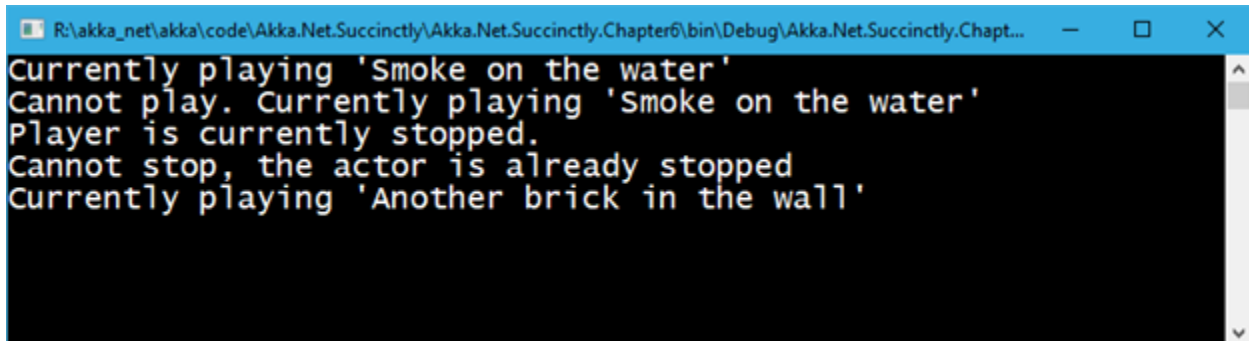 R:\akka_net\akka\code\Akka.Net.Succinctly\Akka.Net.Succinctly.Chapter6\bin\Debug\Akka.Net.Succinctly.Chapt...
Currently playing 'Smoke on the water'
Cannot play. Currently playing 'Smoke on the water'
Player is currently stopped.
Cannot stop, the actor is already stopped
Currently playing 'Another brick in the wall'